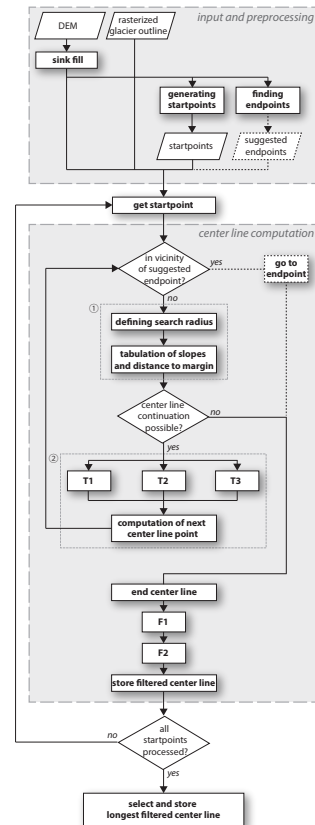 input and preprocessing
DEM
rasterized
glacier outline
sink fill
generating
startpoints
finding
endpoints
startpoints
suggested
endpoints
get startpoint
center line computation
in vicinity
of suggested
endpoint?
yes
go to
endpoint
no
①
defining search radius
tabulation of slopes
and distance to margin
center line
continuation
possible?
no
yes
②
T1
T2
T3
computation of next
center line point
end center line
F1
F2
store filtered center line
no
all
startpoints
processed?
yes
select and store
longest filtered center line